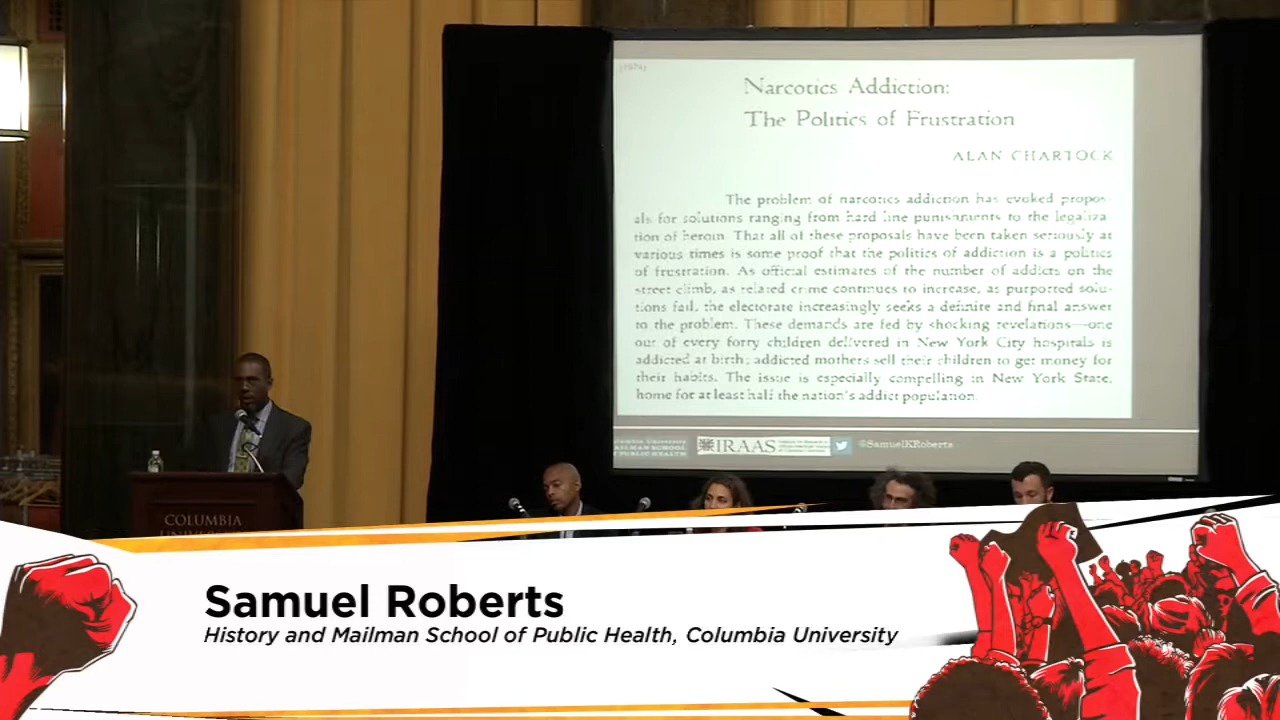 (1974)
Narcotics Addiction:
The Politics of Frustration
ALAN CHARTOCK
The problem of narcotics addiction has evoked propos-
als for solutions ranging from hard line punishments to the legaliza-
tion of heroin. That all of these proposals have been taken seriously at
various times is some proof that the politics of addiction is a politics
of frustration. As official estimates of the number of addicts on the
street climb, as related crime continues to increase, as purported solu-
tions fail, the electorate increasingly seeks a definite and final answer
to the problem. These demands are fed by shocking revelations—one
out of every forty children delivered in New York City hospitals is
addicted at birth; addicted mothers sell their children to get money for
their habits. The issue is especially compelling in New York State,
home for at least half the nation's addict population.
IRAAS
@SamuelKRoberts
COLUMBIA
Samuel Roberts
History and Mailman School of Public Health, Columbia University